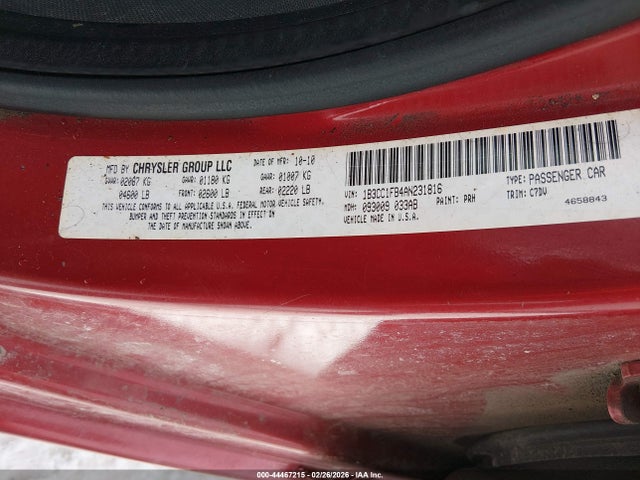 MFD BY CHRYSLER GROUP LLC DATE OF MFR: 10-10
GVWR: 02067 KG GAWR: 01180 KG GAWR: 01007 KG
04600 LB FRONT: 02600 LB REAR: 02220 LB
THIS VEHICLE CONFORMS TO ALL APPLICABLE U.S.A. FEDERAL MOTOR VEHICLE SAFETY,
BUMPER AND THEFT PREVENTION STANDARDS IN EFFECT ON
THE DATE OF MANUFACTURE SHOWN ABOVE.
VIN: 1B3CC1FB4AN231816 TYPE: PASSENGER CAR
MDH: 093009 033AB PAINT: PRH TRIM: C7DV
VEHICLE MADE IN U.S.A. 4658843
000-44467215 - 02/26/2026 - IAAI.COM